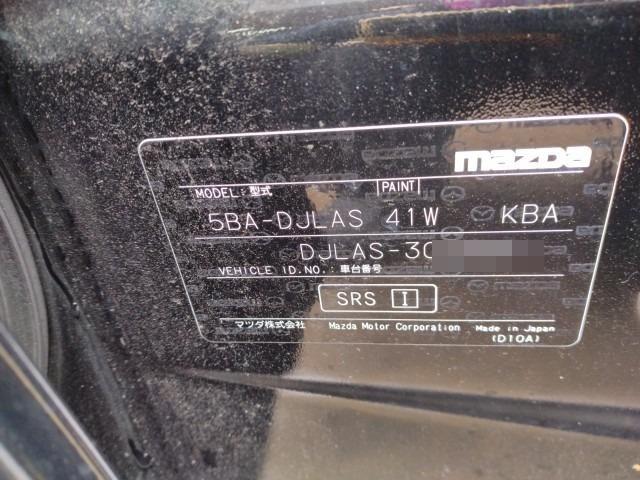 mazda
MODEL: 型式 PAINT
5BA-DJLAS 41W KBA
DJLAS-30
VEHICLE ID.NO.: 車台番号
SRS I
マツダ株式会社 Mazda Motor Corporation Made in Japan
(D10A)